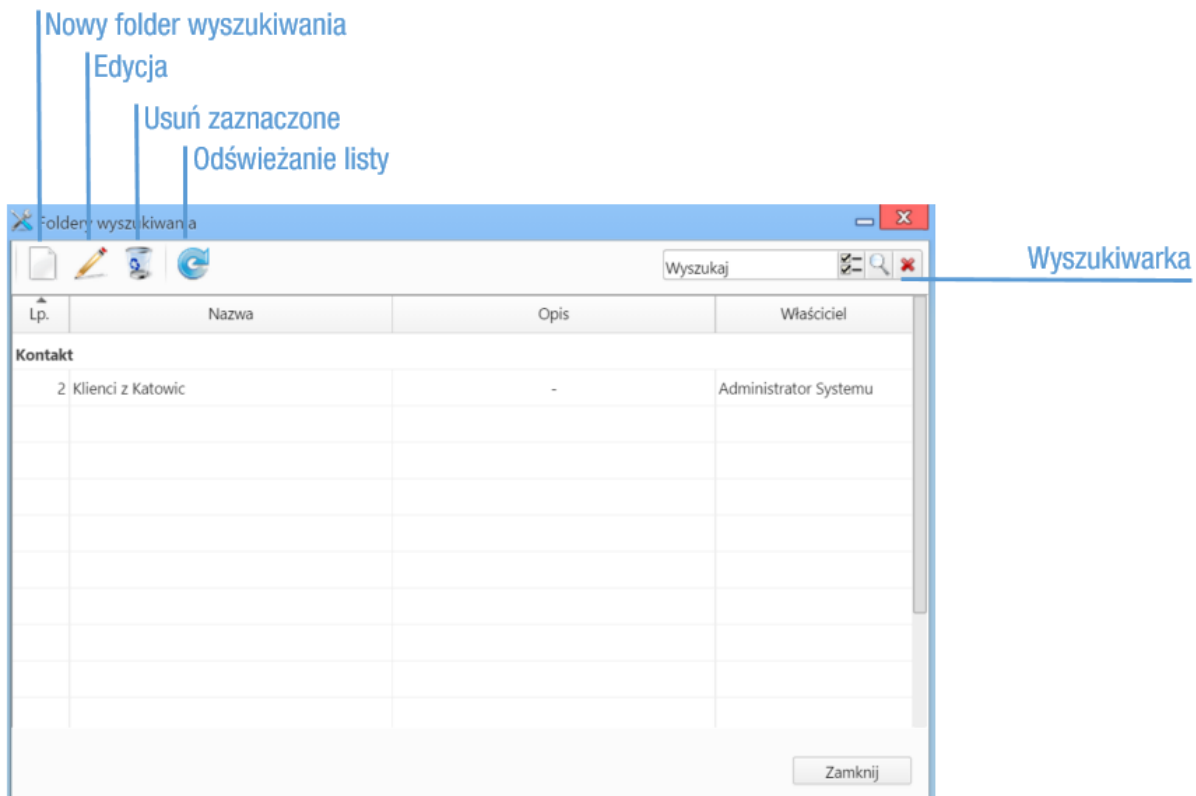 Nowy folder wyszukiwania
Edycja
Usuń zaznaczone
Odświeżanie listy
Foldery wyszukiwania
Wyszukaj
Wyszukiwarka
Lp. Nazwa Opis Właściciel
Kontakt
2 Klienci z Katowic - Administrator Systemu
Zamknij